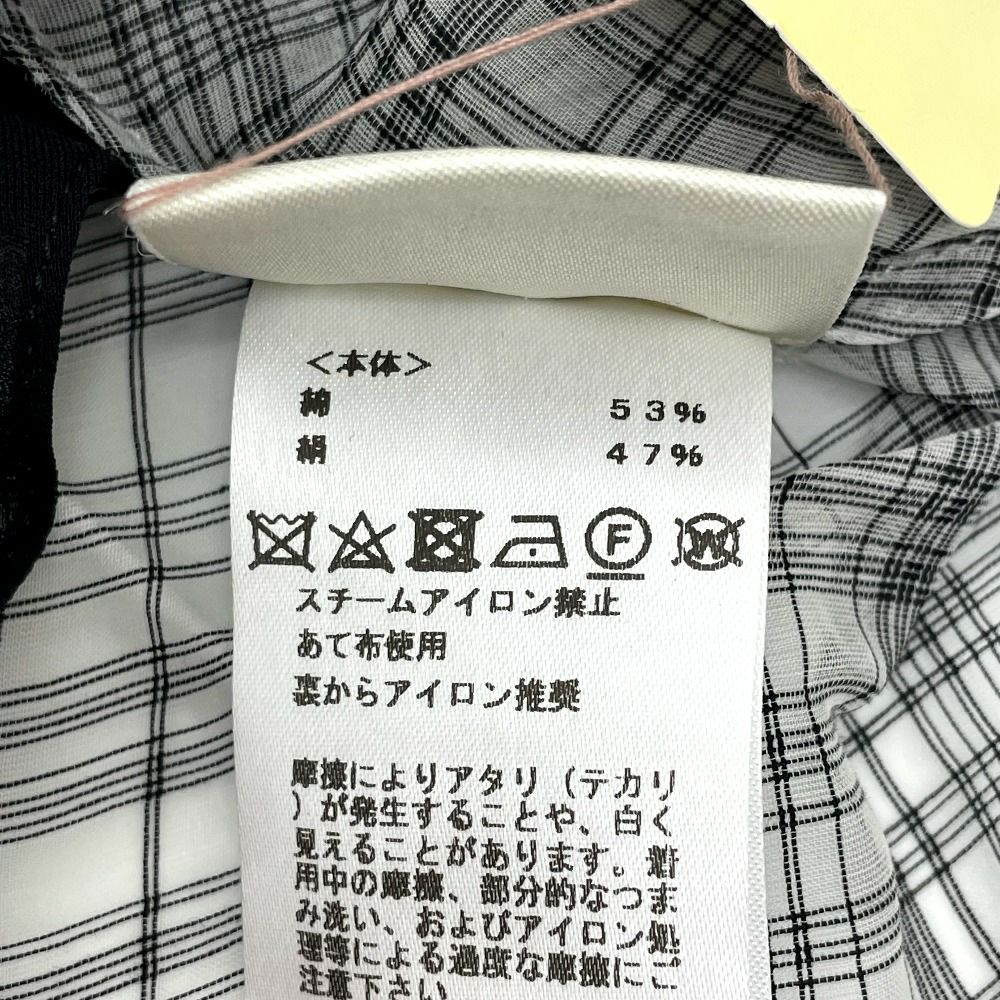 ＜本体＞
綿 53%
絹 47%
F W
スチームアイロン禁止
あて布使用
裏からアイロン推奨
摩擦によりアタリ（テカリ
）が発生することや、白く
見えることがあります。着
用中の摩擦、部分的なつま
み洗い、およびアイロン処
理等による過度な摩擦にご
注意下さい